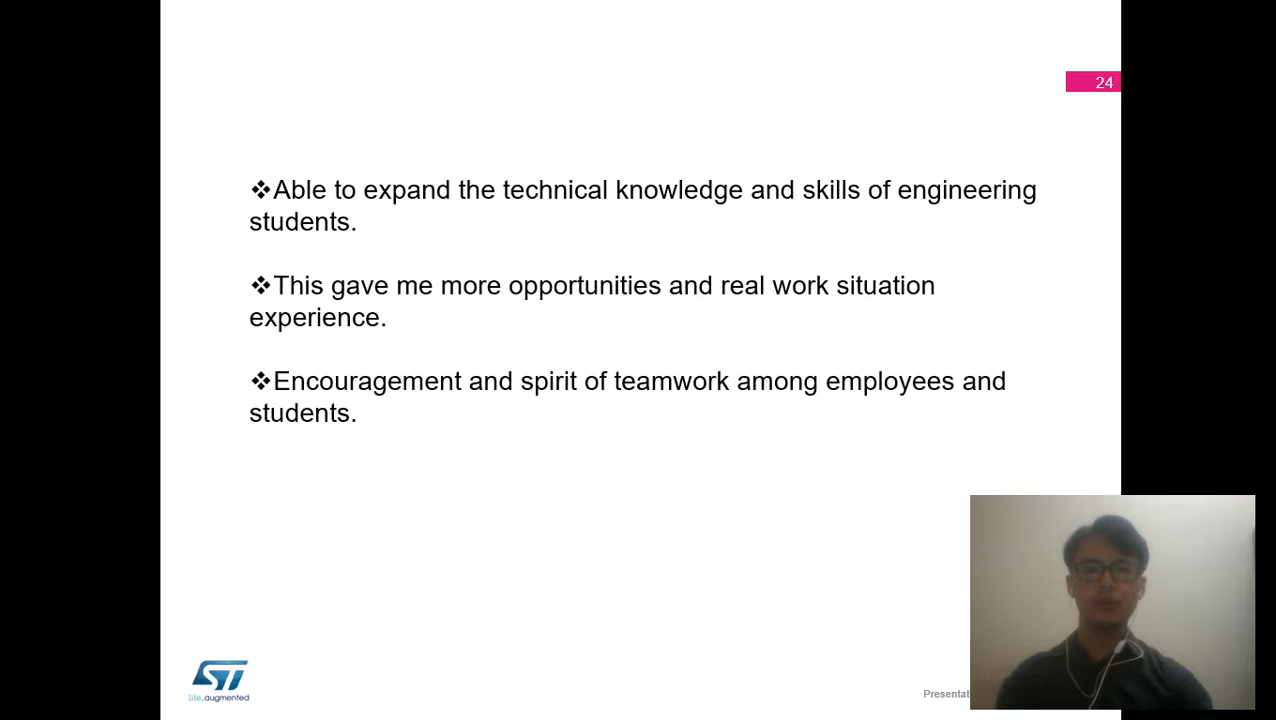 24
❖Able to expand the technical knowledge and skills of engineering
students.
❖This gave me more opportunities and real work situation
experience.
❖Encouragement and spirit of teamwork among employees and
students.
ST
life.augmented